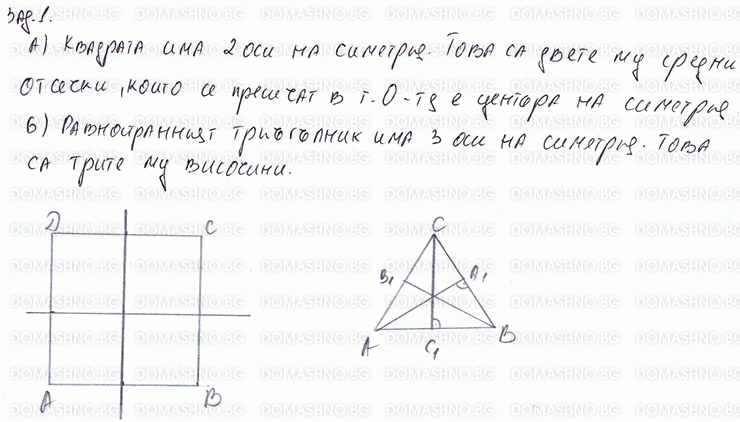 Зад.1.
А) Квадрата има 2 оси на симетрия. Това са двете му средни
отсечки, които се пресичат в т. О-тя е центъра на симетрия.
Б) Равностранният триъгълник има 3 оси на симетрия. Това
са трите му височини.
D C
A B
C
B₁ A₁
A C₁ B
DOMASHNO.BG